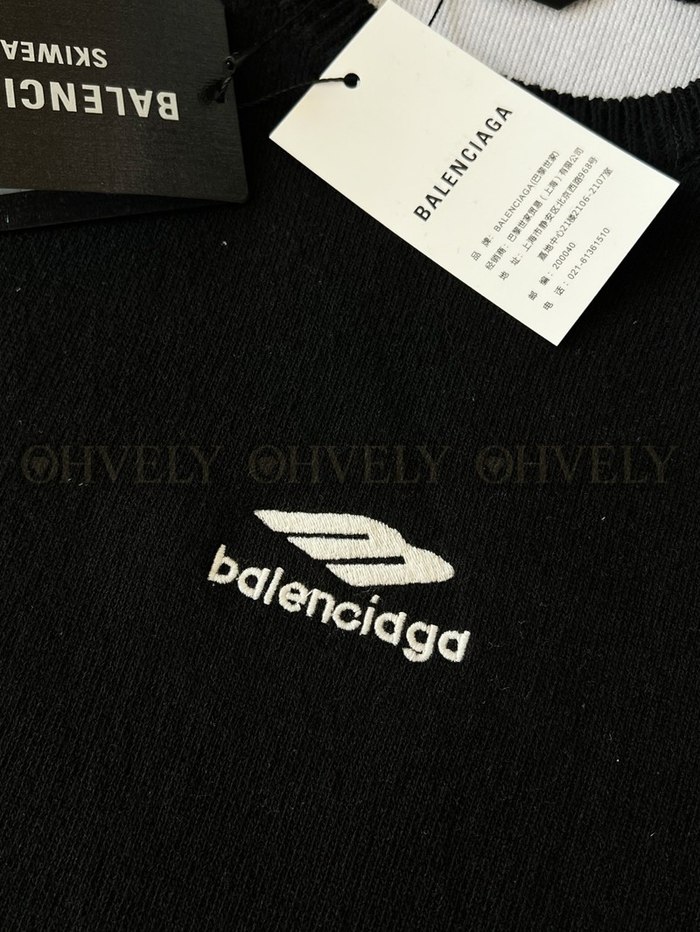 BALENCI
SKIWEA
BALENCIAGA
品 牌：BALENCIAGA(巴黎世家)
经销商：巴黎世家贸易（上海）有限公司
地 址：上海市静安区北京西路968号
嘉地中心21楼2106-2107室
邮 编：200040
电 话：021-61361510
OHVELY OHVELY OHVELY
balenciaga